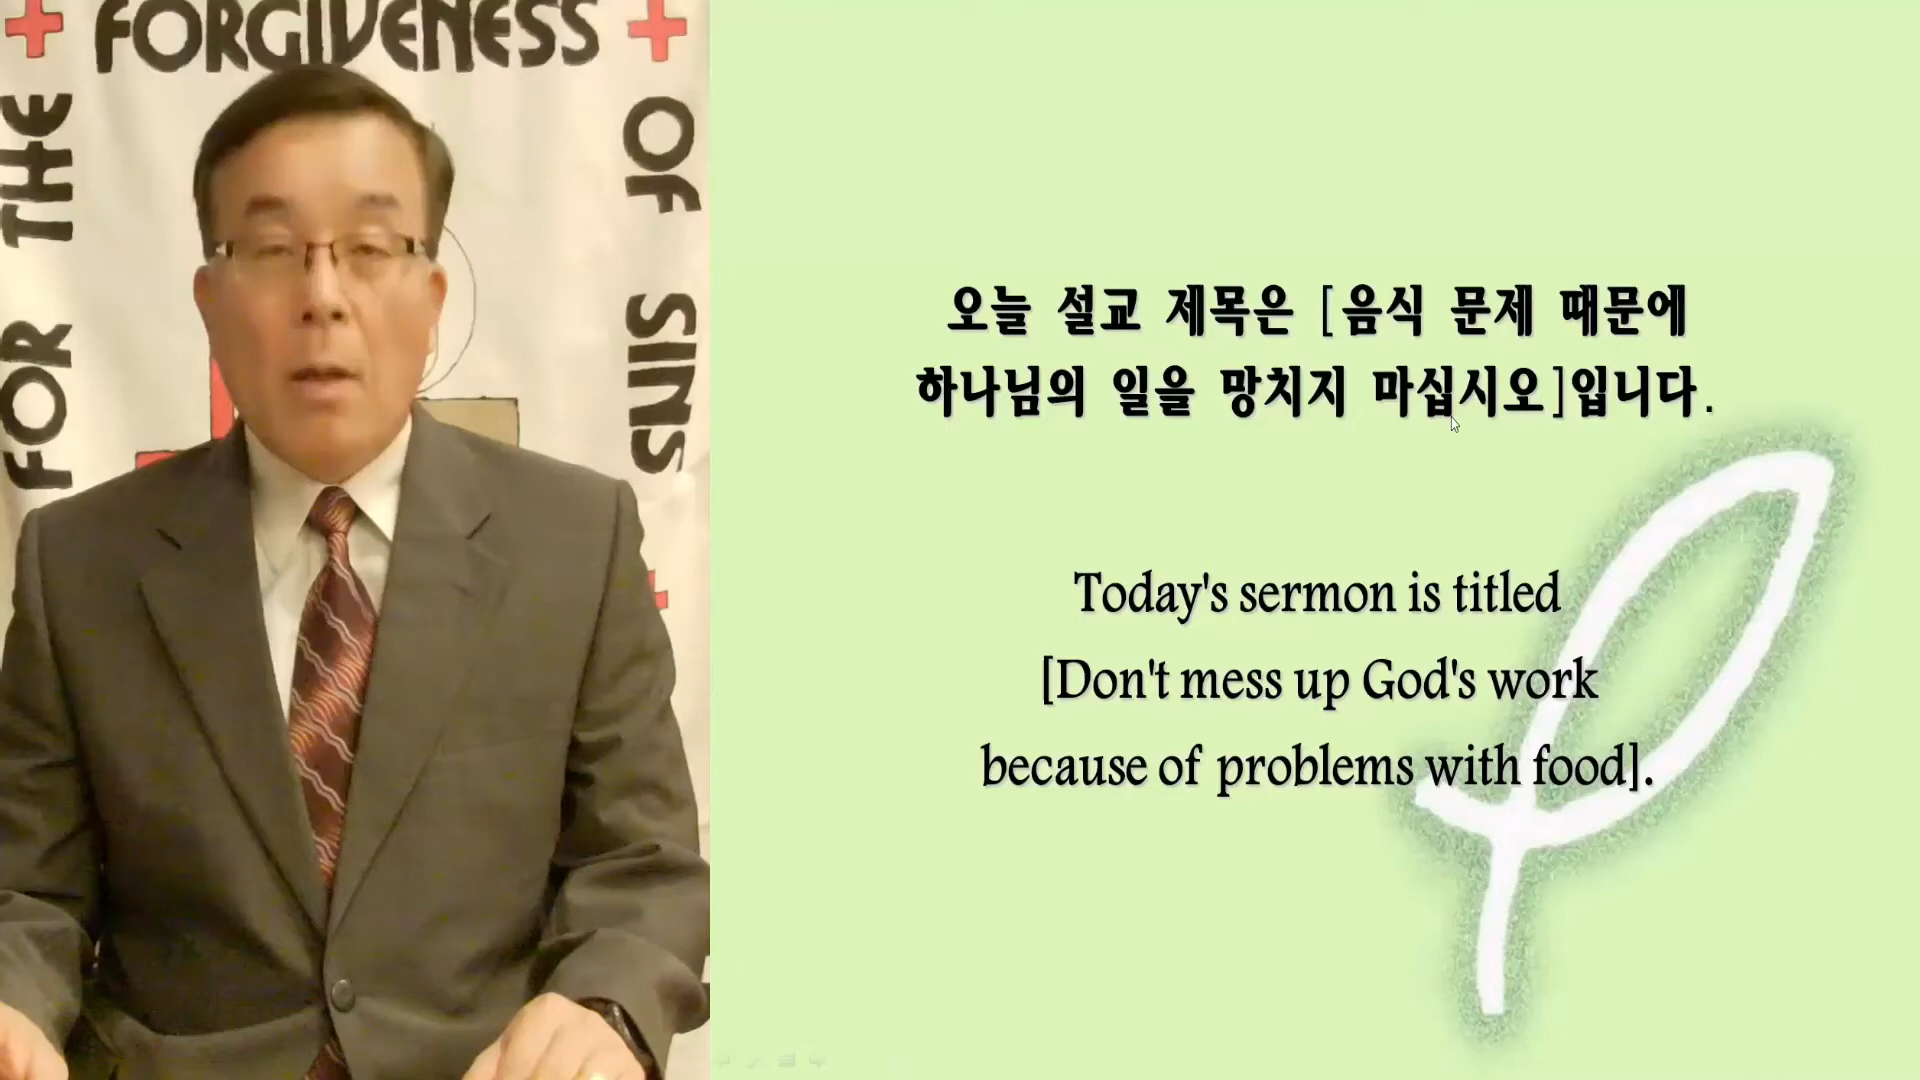 FOR THE
FORGIVENESS
OF SINS
오늘 설교 제목은 [음식 문제 때문에
하나님의 일을 망치지 마십시오]입니다.
Today's sermon is titled
[Don't mess up God's work
because of problems with food].